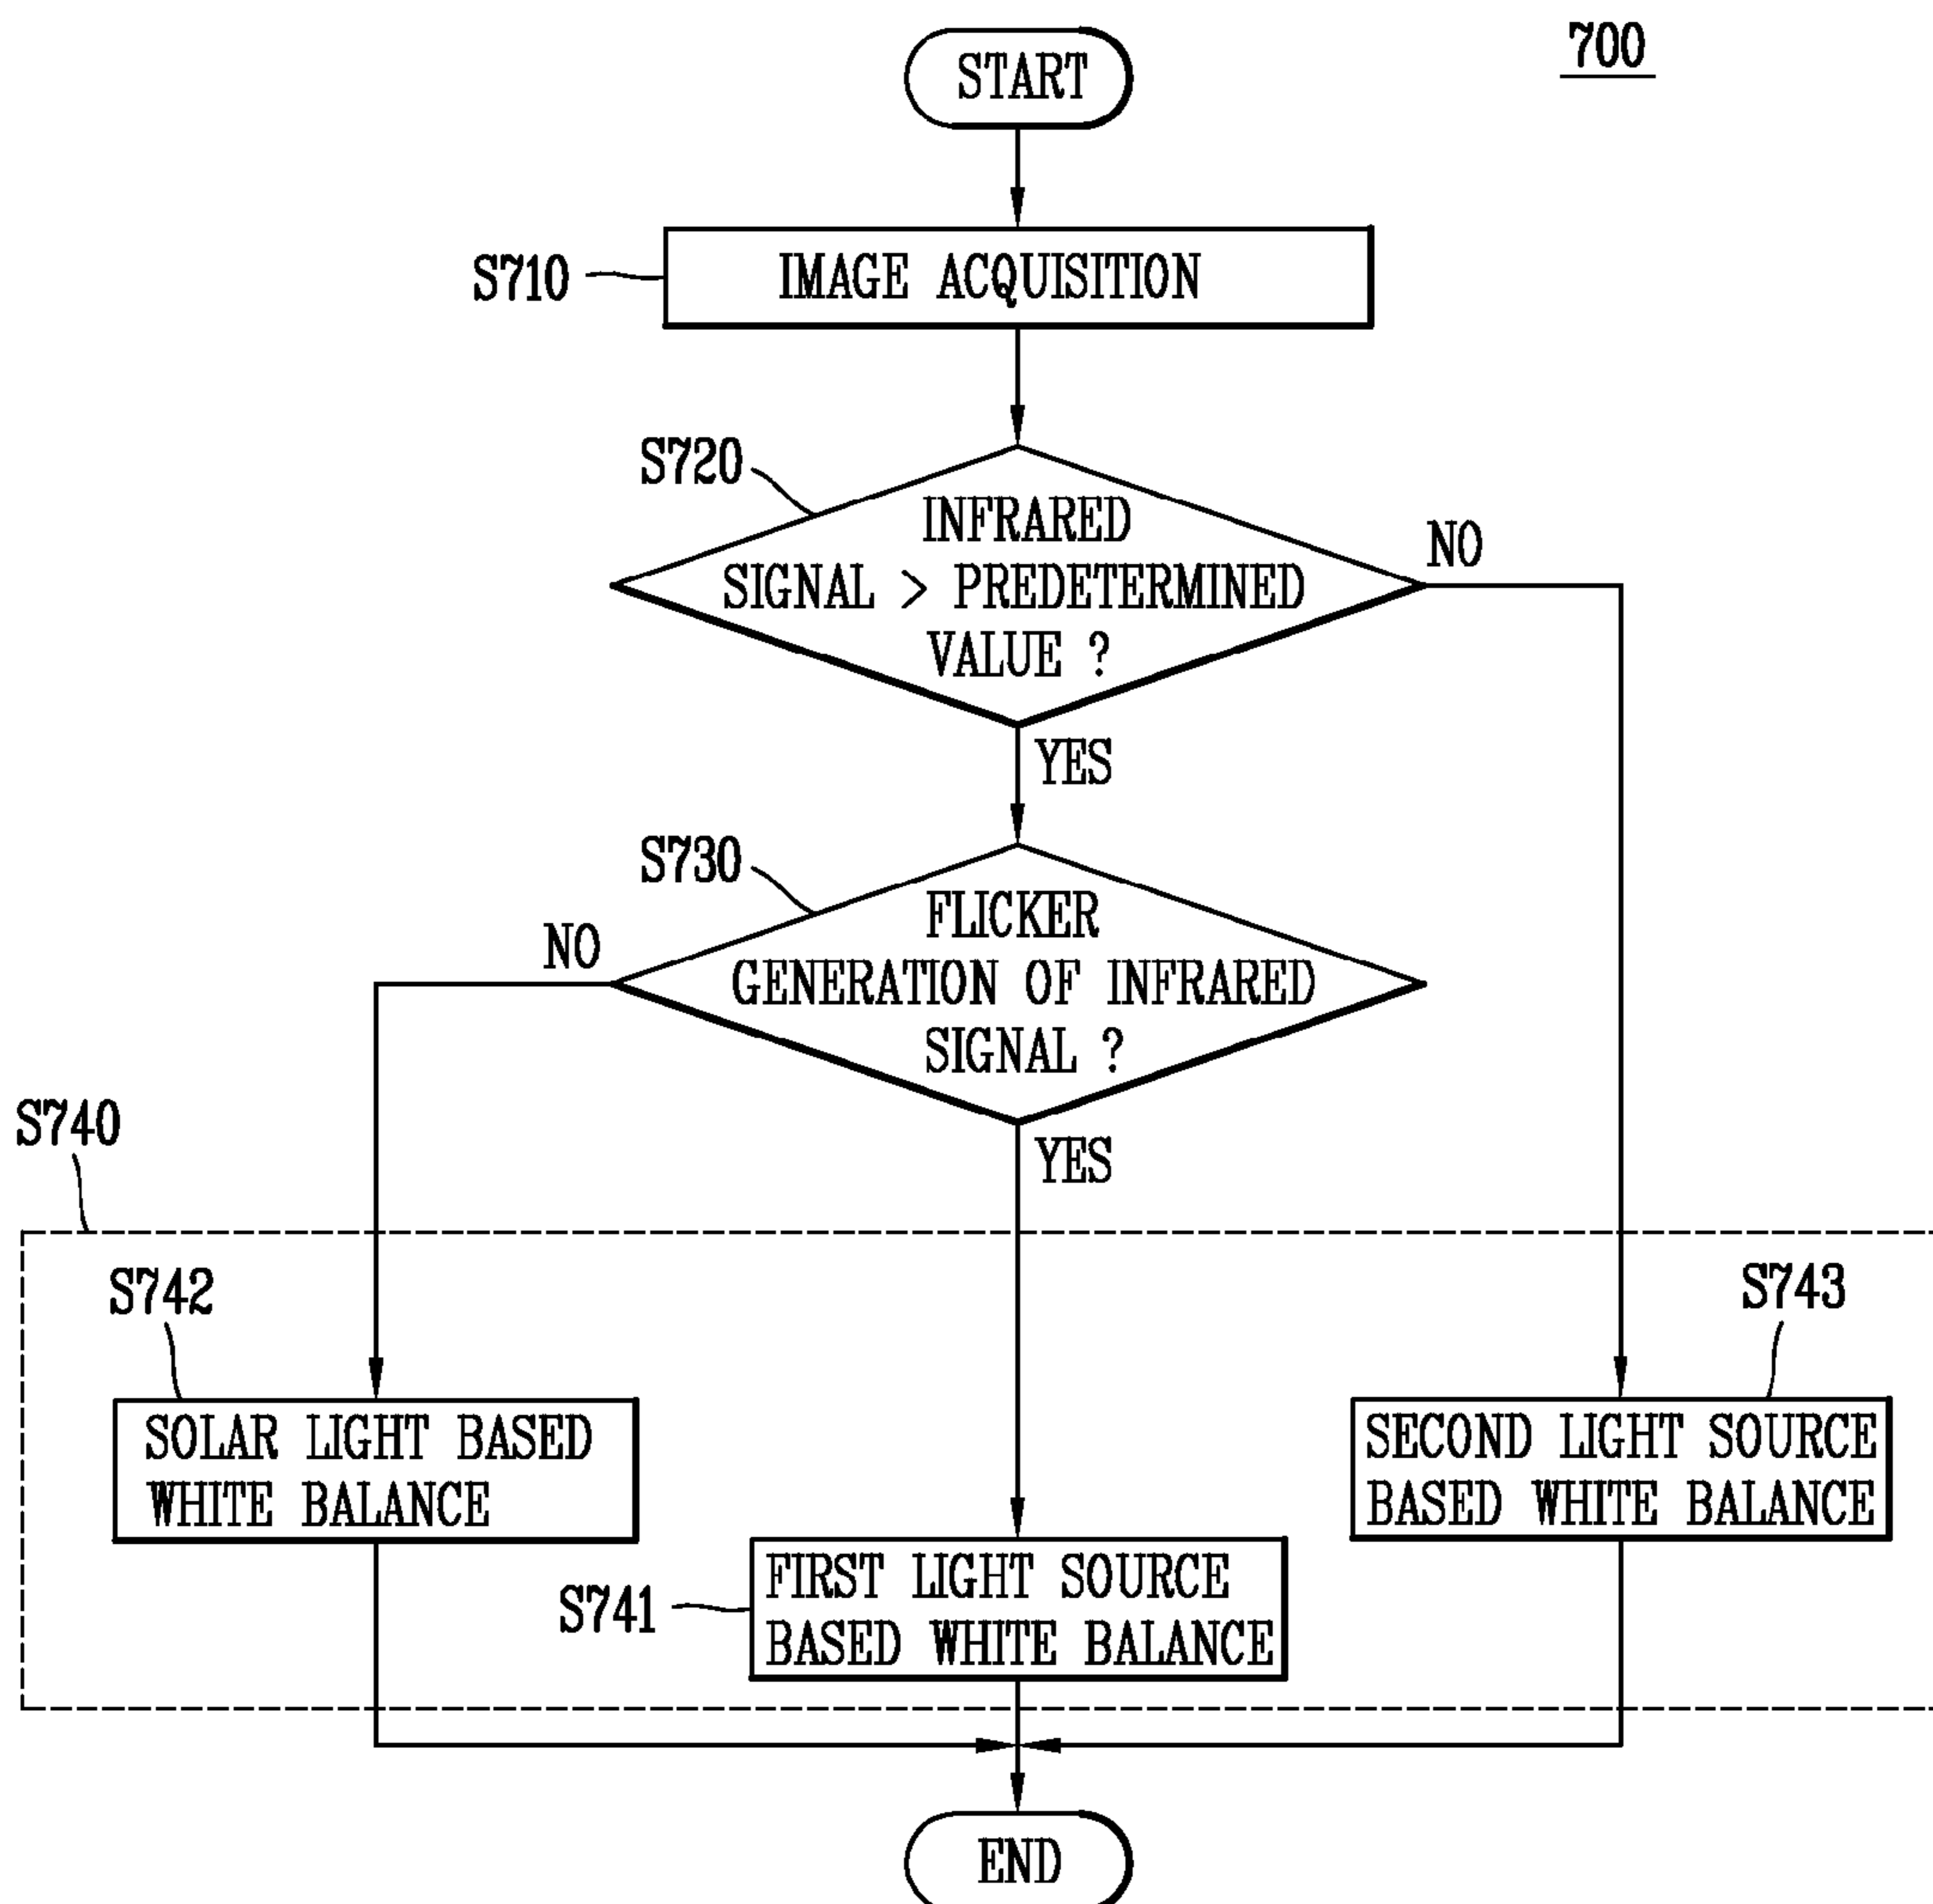 700
START
S710
IMAGE ACQUISITION
S720
INFRARED
SIGNAL > PREDETERMINED
VALUE ?
NO
YES
S730
FLICKER
GENERATION OF INFRARED
SIGNAL ?
NO
YES
S740
S742
SOLAR LIGHT BASED
WHITE BALANCE
S741
FIRST LIGHT SOURCE
BASED WHITE BALANCE
S743
SECOND LIGHT SOURCE
BASED WHITE BALANCE
END